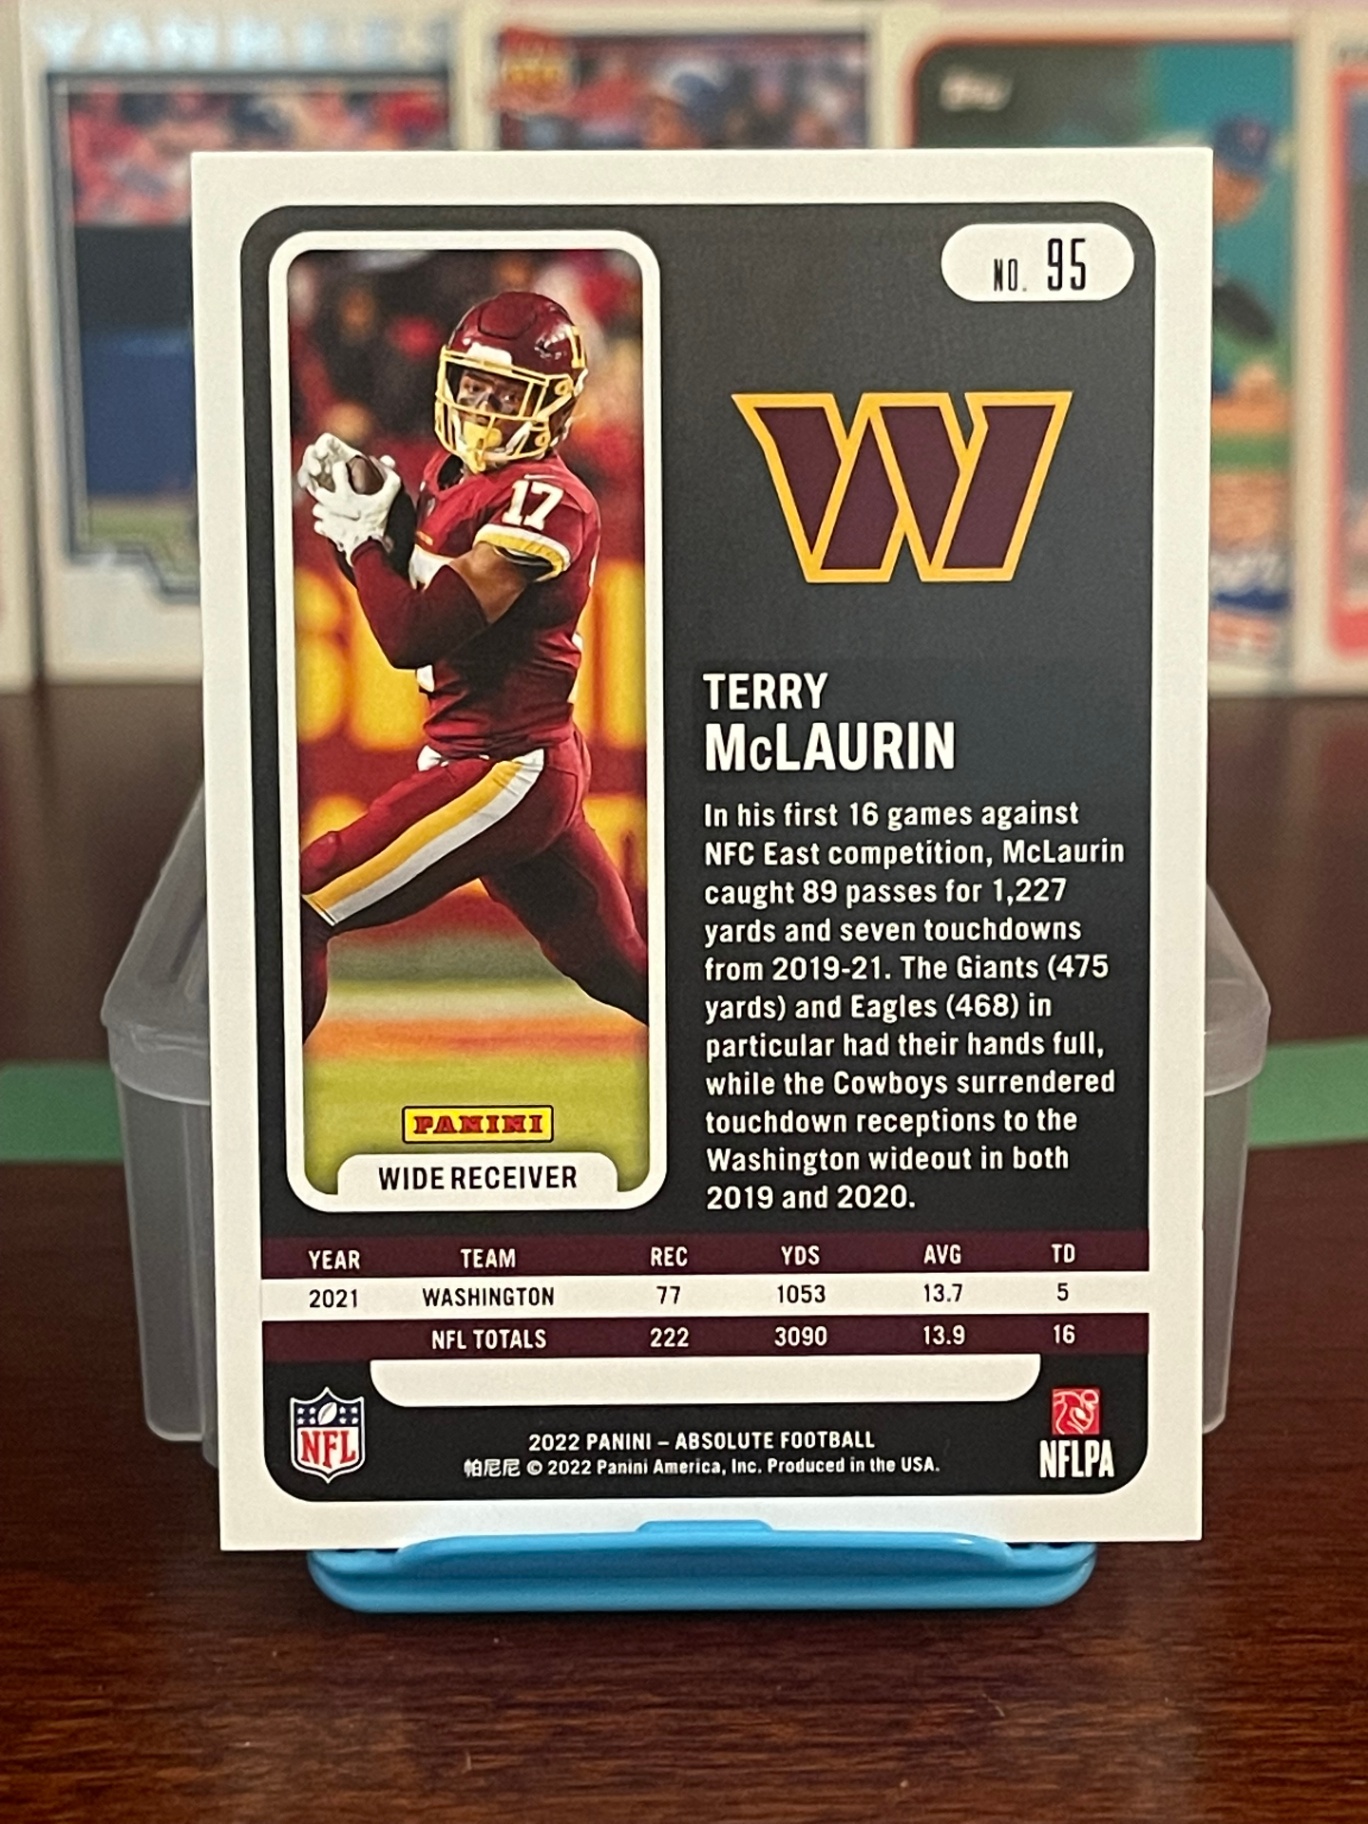 YANKEES
Topps
NO. 95
17
W
TERRY
McLAURIN
In his first 16 games against
NFC East competition, McLaurin
caught 89 passes for 1,227
yards and seven touchdowns
from 2019-21. The Giants (475
yards) and Eagles (468) in
particular had their hands full,
while the Cowboys surrendered
touchdown receptions to the
Washington wideout in both
2019 and 2020.
PANINI
WIDE RECEIVER
YEAR TEAM REC YDS AVG TD
2021 WASHINGTON 77 1053 13.7 5
NFL TOTALS 222 3090 13.9 16
NFL
2022 PANINI – ABSOLUTE FOOTBALL
帕尼尼 © 2022 Panini America, Inc. Produced in the USA.
NFLPA